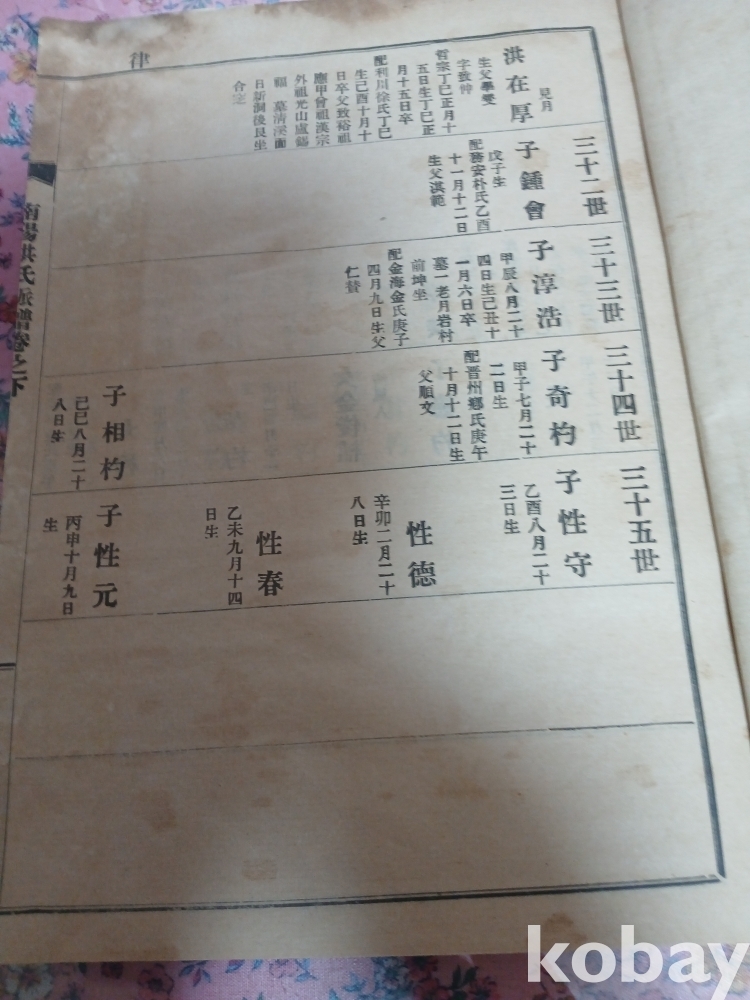 律
見月
洪在厚
生父學燮
字致仲
哲宗丁巳正月十
五日生丁巳正
月十五日卒
配利川徐氏丁巳
生己酉十月十
日卒父致裕祖
應甲曾祖漢宗
外祖光山盧錫
福 墓清溪面
日新洞後艮坐
合窆
三十二世
子鍾會
戊子生
配務安朴氏乙酉
十一月十二日
生父淇範
三十三世
子淳浩
甲辰八月二十
四日生己丑十
一月六日卒
墓一老月岩村
前坤坐
配金海金氏庚子
四月九日生父
仁贊
三十四世
子奇杓
甲子七月二十
二日生
配晋州鄕氏庚午
十月十二日生
父順文
子相杓
己巳八月二十
八日生
三十五世
子性守
乙酉八月二十
三日生
性德
辛卯二月二十
八日生
性春
乙未九月十四
日生
子性元
丙申十月九日
生
南陽洪氏派譜卷之下
kobay